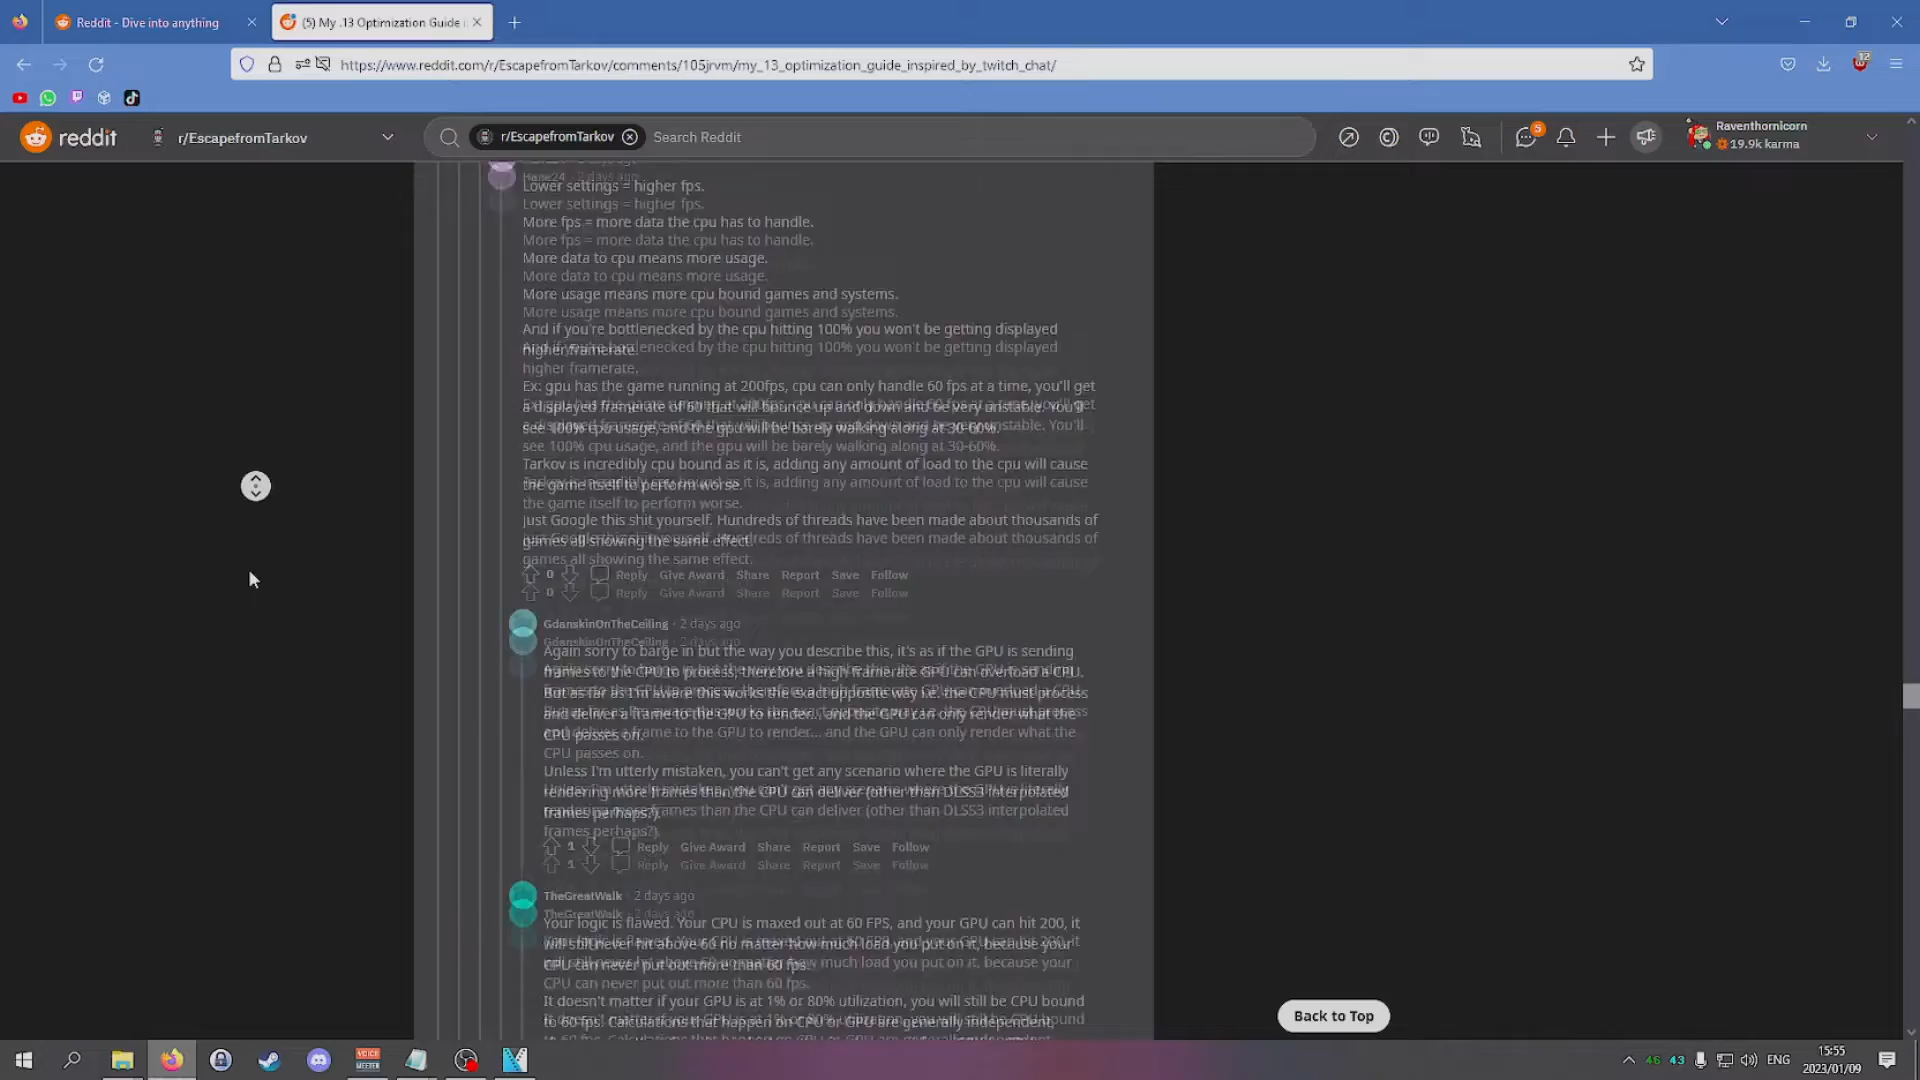 Reddit - Dive into anything
(5) My .13 Optimization Guide
https://www.reddit.com/r/EscapefromTarkov/comments/105jrvm/my_13_optimization_guide_inspired_by_twitch_chat/
12
reddit
r/EscapefromTarkov
r/EscapefromTarkov
Search Reddit
5
Raventhornicorn
19.9k karma
2 days ago
Lower settings = higher fps.
More fps = more data the cpu has to handle.
More data to cpu means more usage.
More usage means more cpu bound games and systems.
And if you're bottlenecked by the cpu hitting 100% you won't be getting displayed
higher framerate.
Ex: gpu has the game running at 200fps, cpu can only handle 60 fps at a time, you'll get
a displayed framerate of 60 that will bounce up and down and be very unstable. You'll
see 100% cpu usage, and the gpu will be barely walking along at 30-60%.
Tarkov is incredibly cpu bound as it is, adding any amount of load to the cpu will cause
the game itself to perform worse.
Just Google this shit yourself. Hundreds of threads have been made about thousands of
games all showing the same effect.
0 Reply Give Award Share Report Save Follow
GdanskinOnTheCeiling · 2 days ago
Again sorry to barge in but the way you describe this, it's as if the GPU is sending
frames to the CPU to process, therefore a high framerate GPU can overload a CPU.
But as far as I'm aware this works the exact opposite way i.e. the CPU must process
and deliver a frame to the GPU to render... and the GPU can only render what the
CPU passes on.
Unless I'm utterly mistaken, you can't get any scenario where the GPU is literally
rendering more frames than the CPU can deliver (other than DLSS3 interpolated
frames perhaps?).
1 Reply Give Award Share Report Save Follow
TheGreatWalk · 2 days ago
Your logic is flawed. Your CPU is maxed out at 60 FPS, and your GPU can hit 200, it
will still never hit above 60 no matter how much load you put on it, because your
CPU can never put out more than 60 fps.
It doesn't matter if your GPU is at 1% or 80% utilization, you will still be CPU bound
to 60 fps. Calculations that happen on CPU or GPU are generally independent,
Back to Top
VOICE
MEETER
46 43 ENG
15:55
2023/01/09